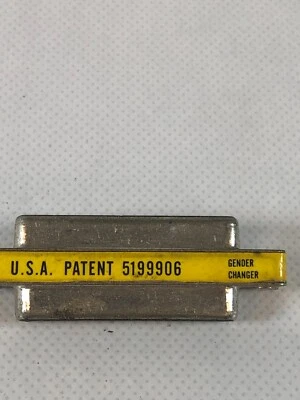 U.S.A. PATENT 5199906
GENDER
CHANGER